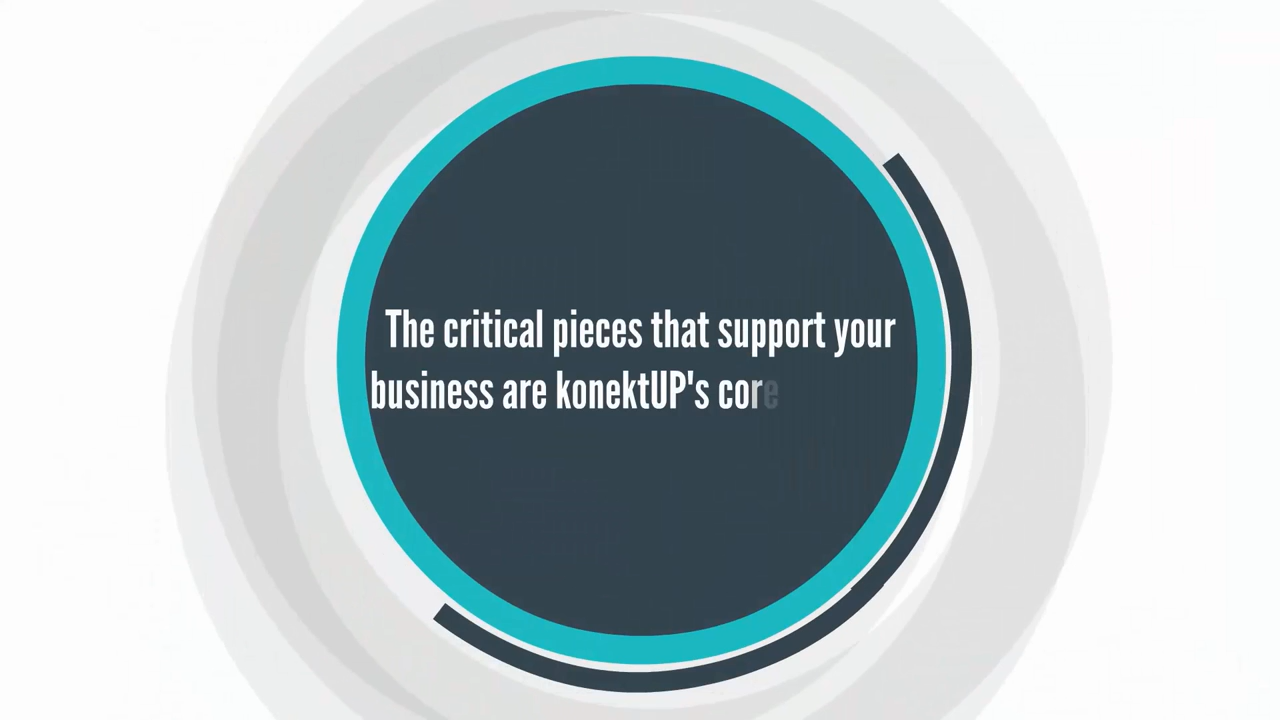 The critical pieces that support your
business are konektUP's core